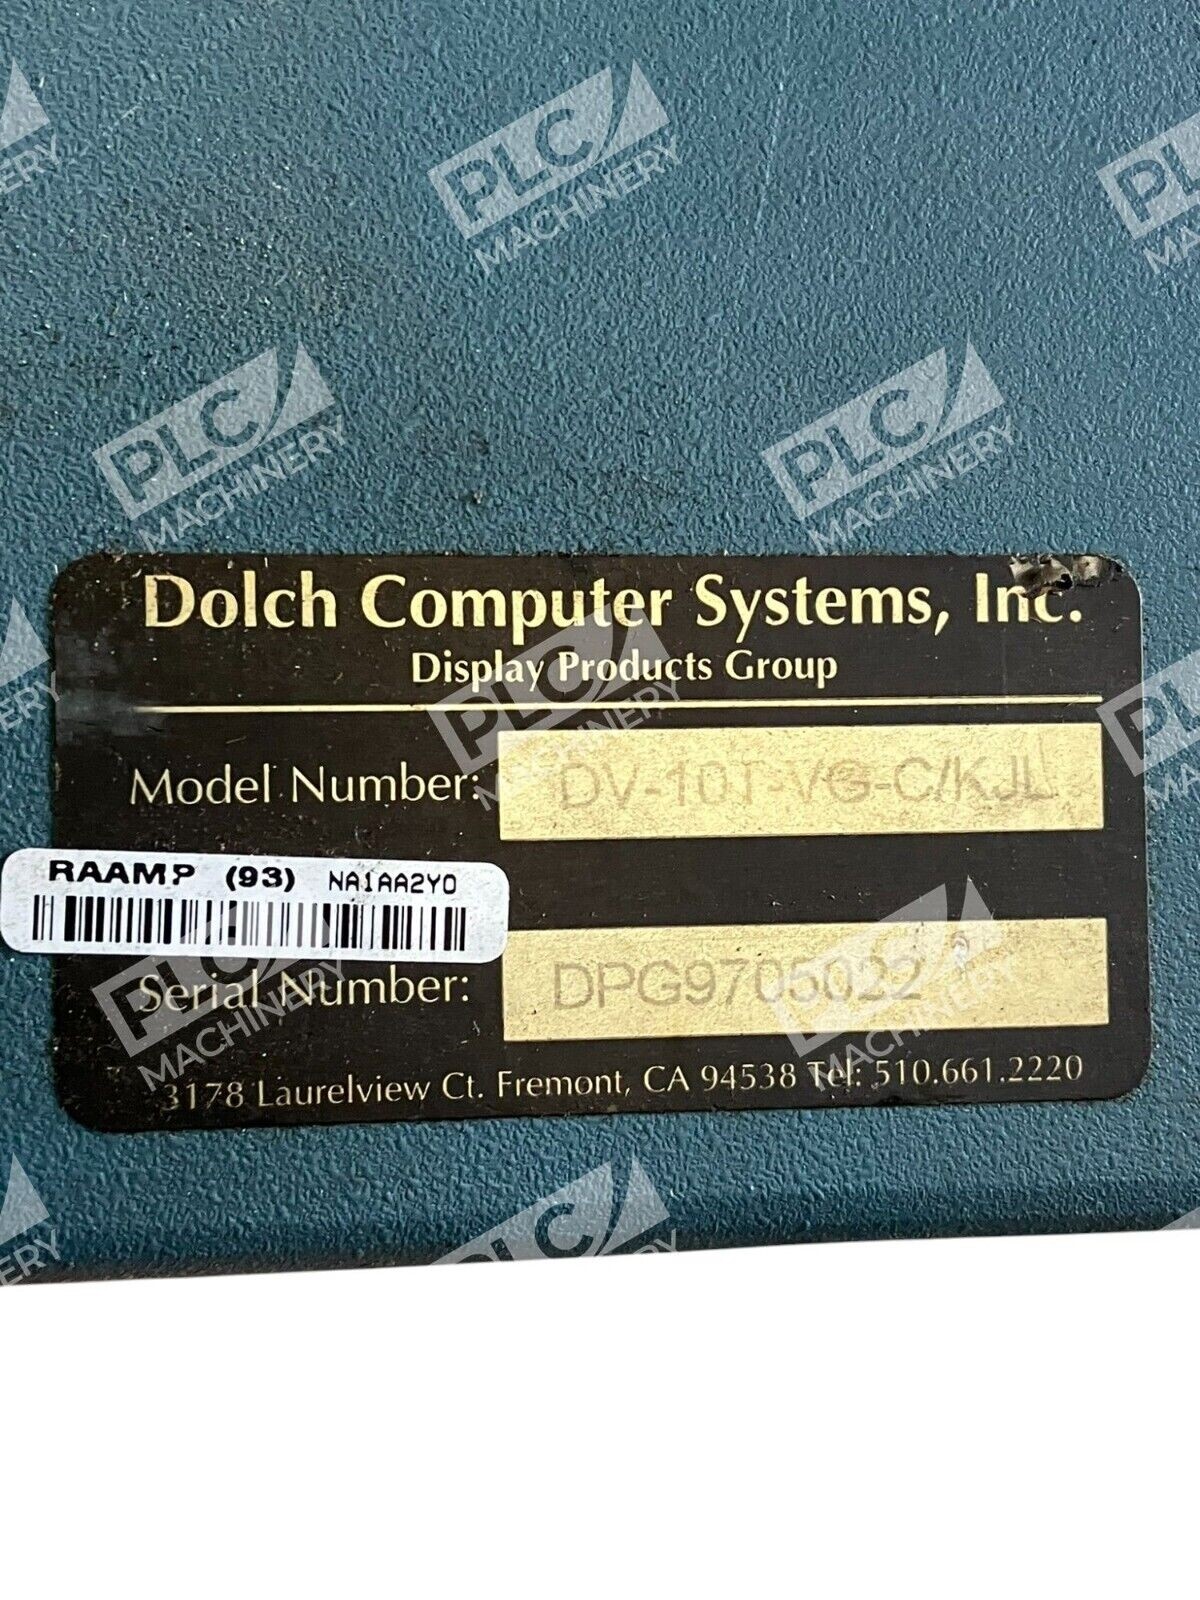 PLC MACHINERY
Dolch Computer Systems, Inc.
Display Products Group
Model Number: DV-10T-VG-C/KJL
RAAMP (93) NA1AA2Y0
Serial Number: DPG9705022
3178 Laurelview Ct. Fremont, CA 94538 Tel: 510.661.2220